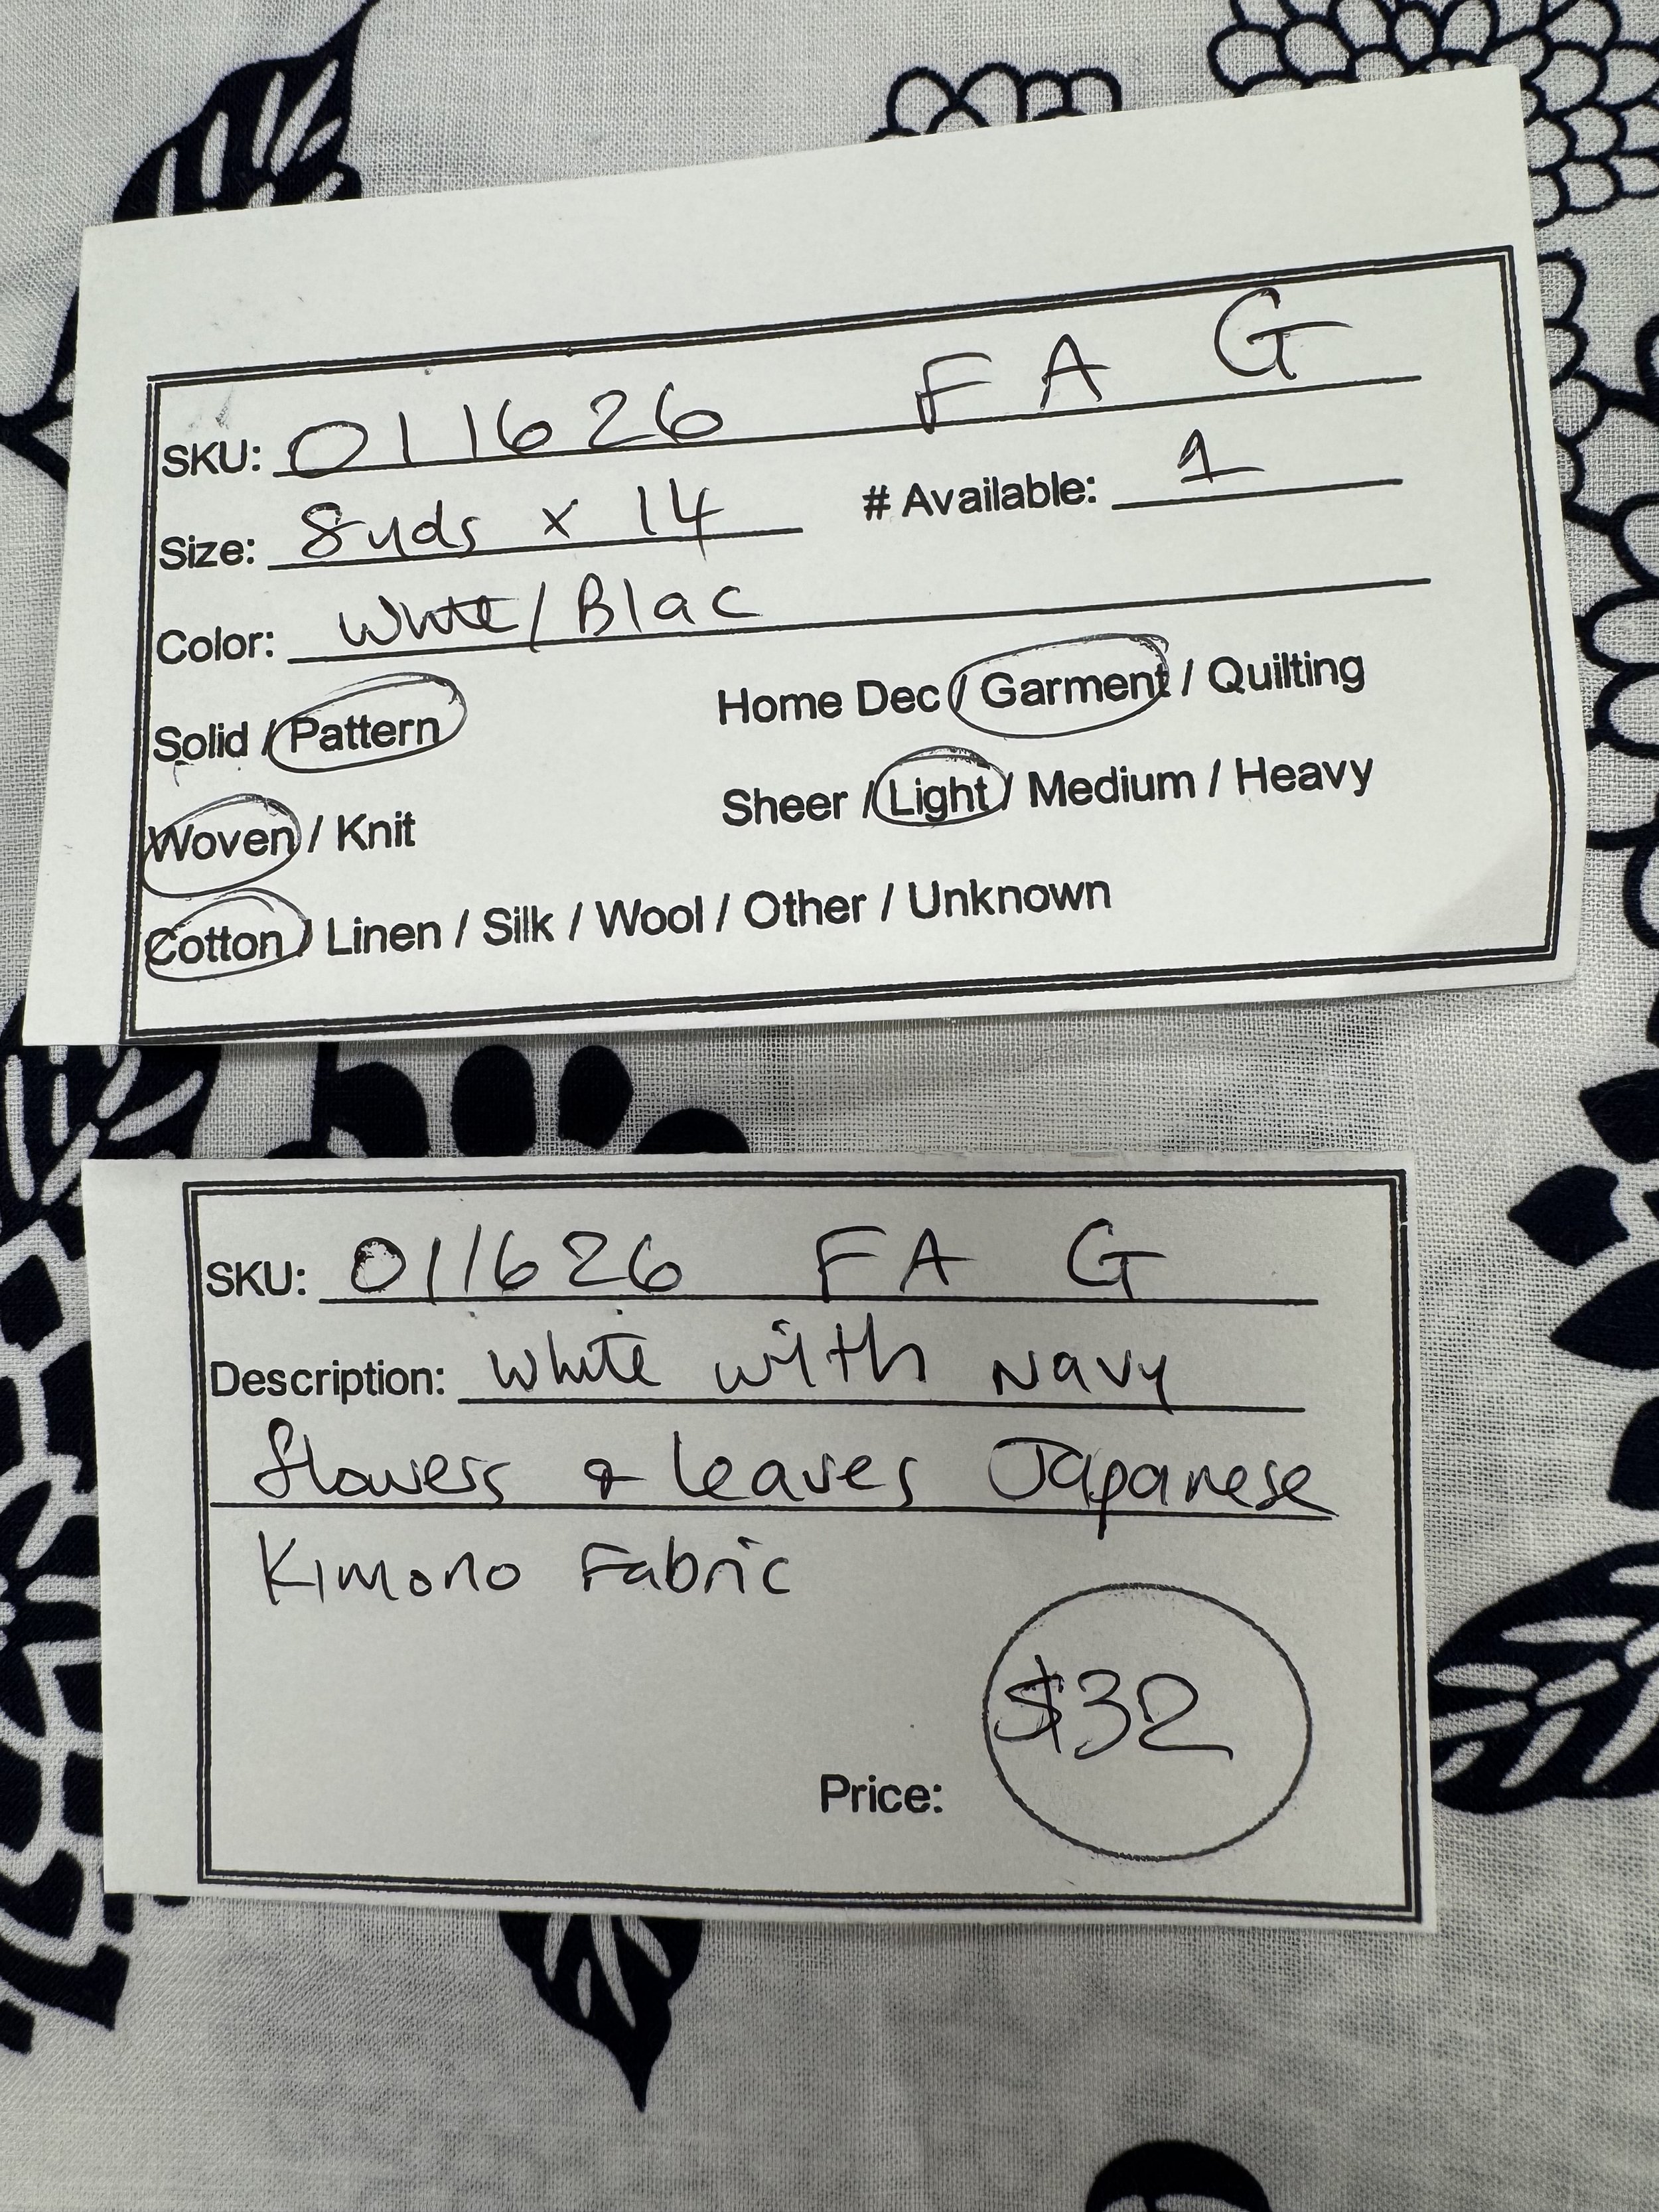 SKU: 011626 F A G
Size: 8yds x 14 # Available: 1
Color: White/Blac
Solid / Pattern Home Dec / Garment / Quilting
Woven / Knit Sheer / Light / Medium / Heavy
Cotton / Linen / Silk / Wool / Other / Unknown
SKU: 011626 F A G
Description: White with Navy
flowers & leaves Japanese
Kimono Fabric
$32
Price: